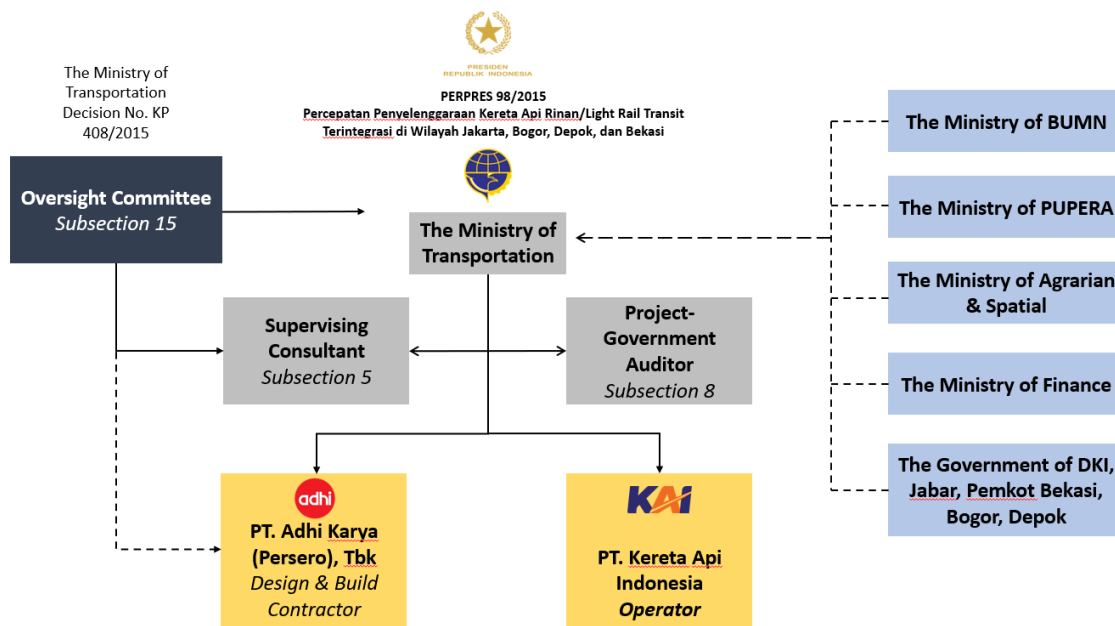 PRESIDEN
REPUBLIK INDONESIA
The Ministry of
Transportation
Decision No. KP
408/2015
PERPRES 98/2015
Percepatan Penyelenggaraan Kereta Api Rinan/Light Rail Transit
Terintegrasi di Wilayah Jakarta, Bogor, Depok, dan Bekasi
Oversight Committee
Subsection 15
The Ministry of
Transportation
Supervising
Consultant
Subsection 5
Project-
Government
Auditor
Subsection 8
adhi
PT. Adhi Karya
(Persero), Tbk
Design & Build
Contractor
KAI
PT. Kereta Api
Indonesia
Operator
The Ministry of BUMN
The Ministry of PUPERA
The Ministry of Agrarian
& Spatial
The Ministry of Finance
The Government of DKI,
Jabar, Pemkot Bekasi,
Bogor, Depok